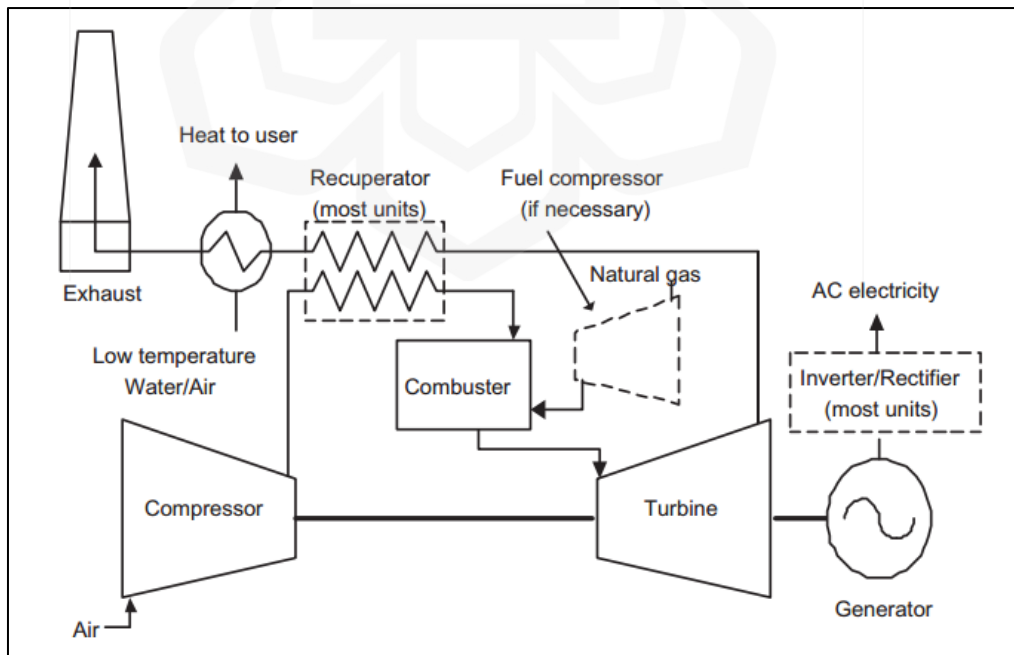 Heat to user
Recuperator
(most units)
Fuel compressor
(if necessary)
Natural gas
Exhaust
AC electricity
Low temperature
Water/Air
Combuster
Inverter/Rectifier
(most units)
Compressor
Turbine
Generator
Air